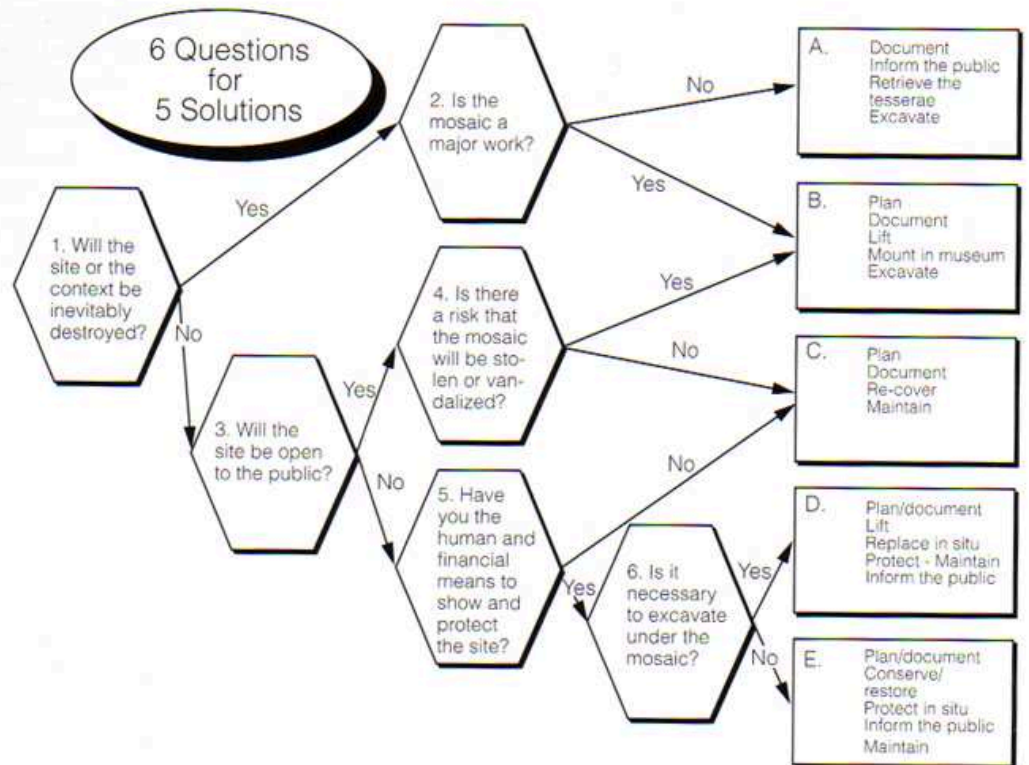 6 Questions
for
5 Solutions
1. Will the
site or the
context be
inevitably
destroyed?
Yes
No
2. Is the
mosaic a
major work?
No
Yes
3. Will the
site be open
to the public?
Yes
No
4. Is there
a risk that
the mosaic
will be sto-
len or van-
dalized?
Yes
No
5. Have
you the
human and
financial
means to
show and
protect
the site?
No
Yes
6. Is it
necessary
to excavate
under the
mosaic?
Yes
No
A. Document
Inform the public
Retrieve the
tesserae
Excavate
B. Plan
Document
Lift
Mount in museum
Excavate
C. Plan
Document
Re-cover
Maintain
D. Plan/document
Lift
Replace in situ
Protect - Maintain
Inform the public
E. Plan/document
Conserve/
restore
Protect in situ
Inform the public
Maintain